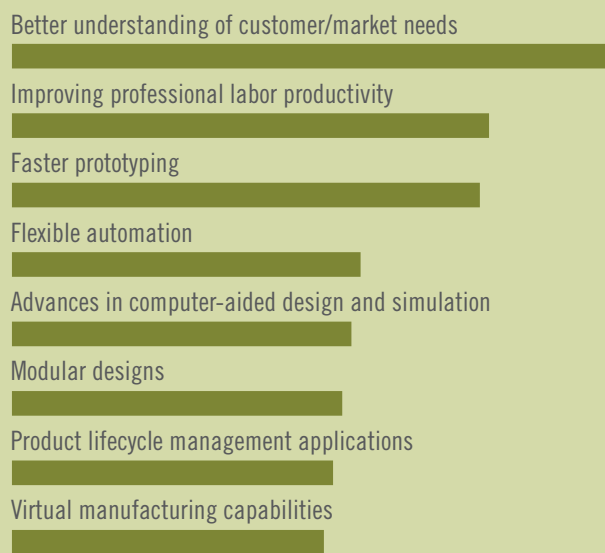 Better understanding of customer/market needs
Improving professional labor productivity
Faster prototyping
Flexible automation
Advances in computer-aided design and simulation
Modular designs
Product lifecycle management applications
Virtual manufacturing capabilities